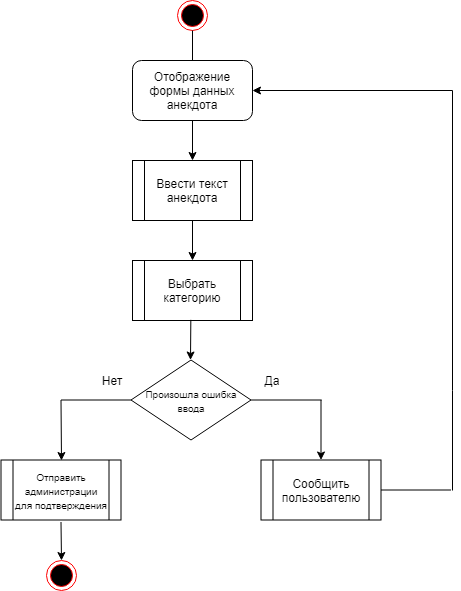 Отображение
формы данных
анекдота
Ввести текст
анекдота
Выбрать
категорию
Нет
Да
Произошла ошибка
ввода
Отправить
администрации
для подтверждения
Сообщить
пользователю